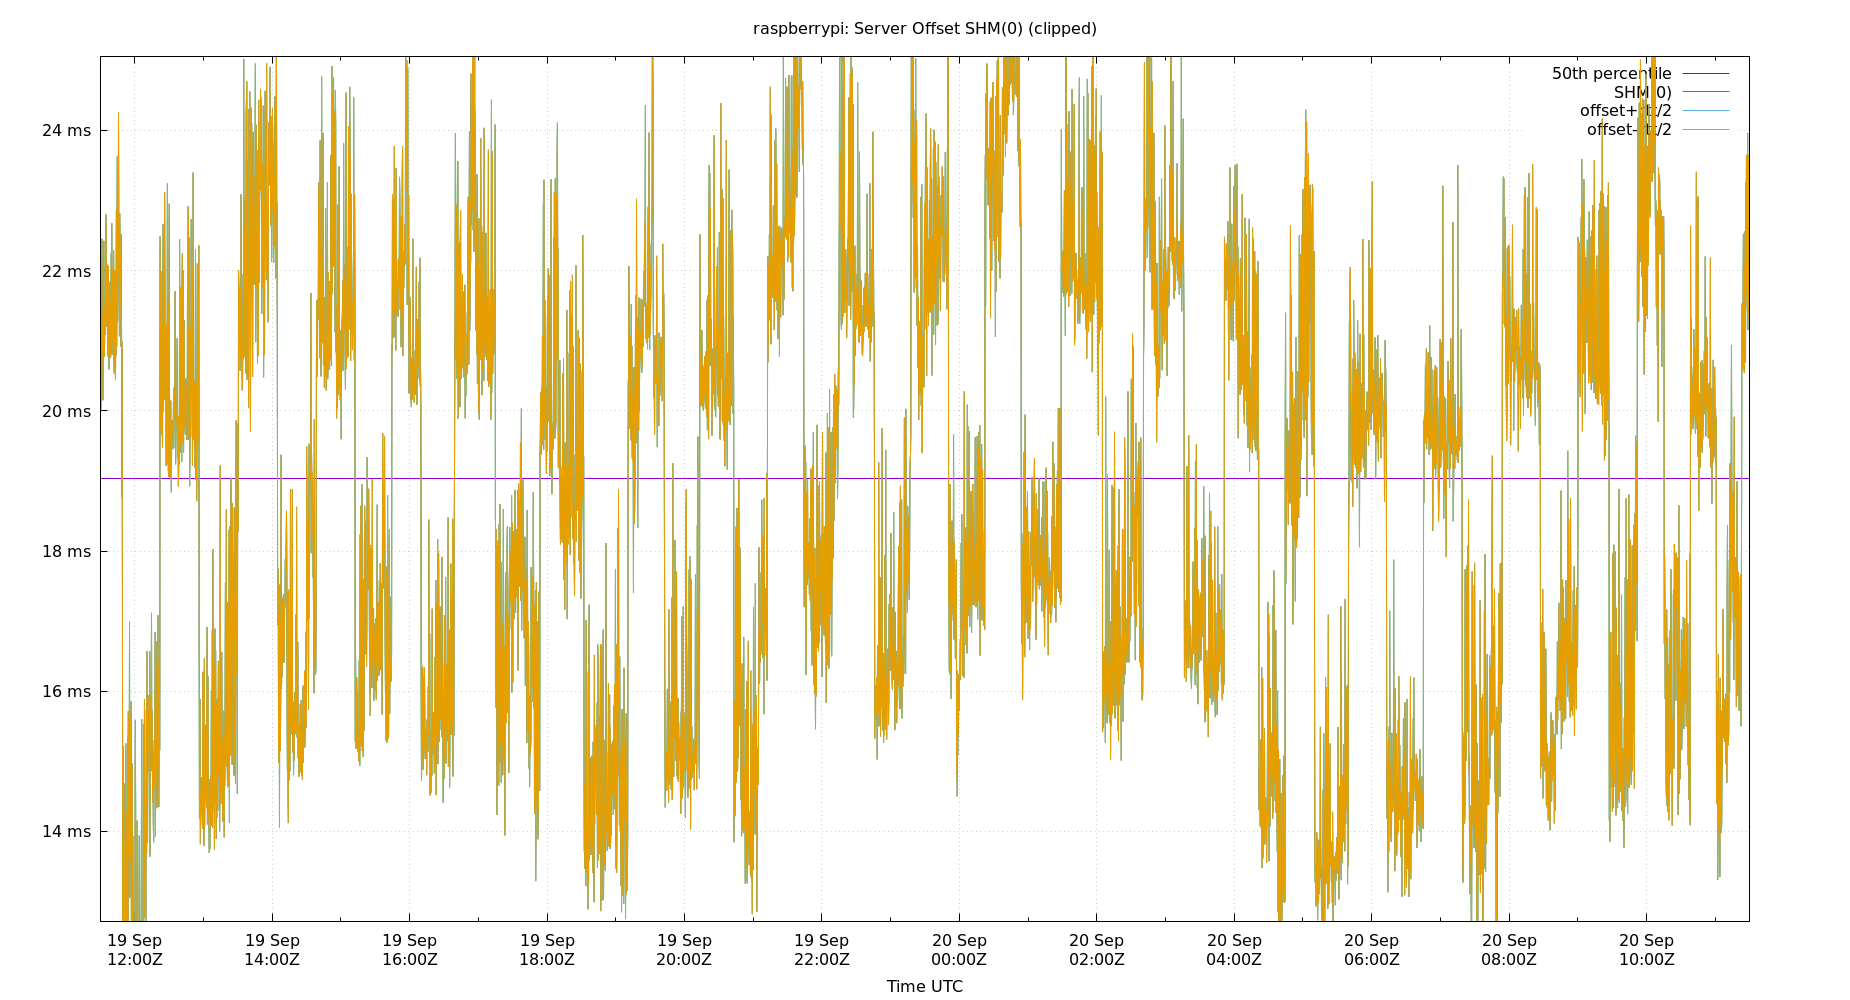 raspberrypi: Server Offset SHM(0) (clipped)
50th percentile
SHM(0)
offset+rtt/2
offset-rtt/2
24 ms
22 ms
20 ms
18 ms
16 ms
14 ms
19 Sep 19 Sep 19 Sep 19 Sep 19 Sep 19 Sep 20 Sep 20 Sep 20 Sep 20 Sep 20 Sep 20 Sep
12:00Z 14:00Z 16:00Z 18:00Z 20:00Z 22:00Z 00:00Z 02:00Z 04:00Z 06:00Z 08:00Z 10:00Z
Time UTC